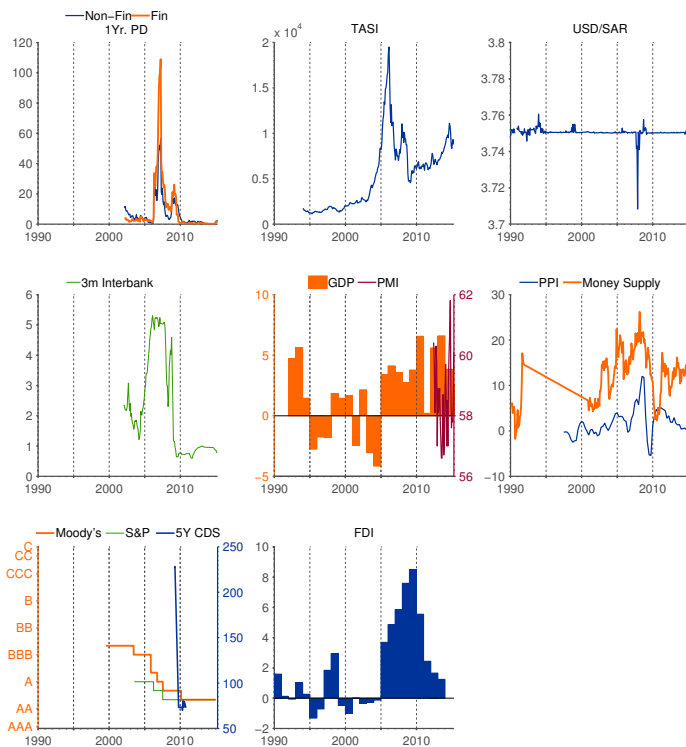 Non−Fin Fin
1Yr. PD
120
100
80
60
40
20
0
1990 2000 2010
x 10^4
TASI
2
1.5
1
0.5
0
1990 2000 2010
USD/SAR
3.8
3.78
3.76
3.74
3.72
3.7
1990 2000 2010
3m Interbank
6
5
4
3
2
1
0
1990 2000 2010
GDP PMI
10
5
0
−5
62
60
58
56
1990 2000 2010
PPI Money Supply
30
20
10
0
−10
1990 2000 2010
Moody's S&P 5Y CDS
C
CC
CCC
B
BB
BBB
A
AA
AAA
250
200
150
100
50
1990 2000 2010
FDI
10
8
6
4
2
0
−2
1990 2000 2010